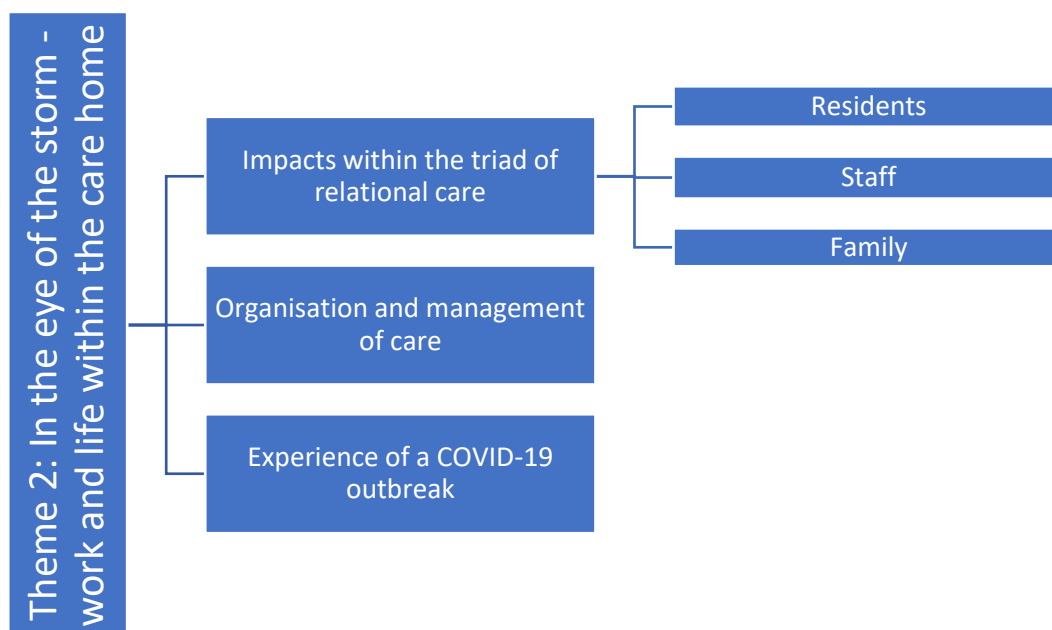 Theme 2: In the eye of the storm -
work and life within the care home
Impacts within the triad of
relational care
Residents
Staff
Family
Organisation and management
of care
Experience of a COVID-19
outbreak